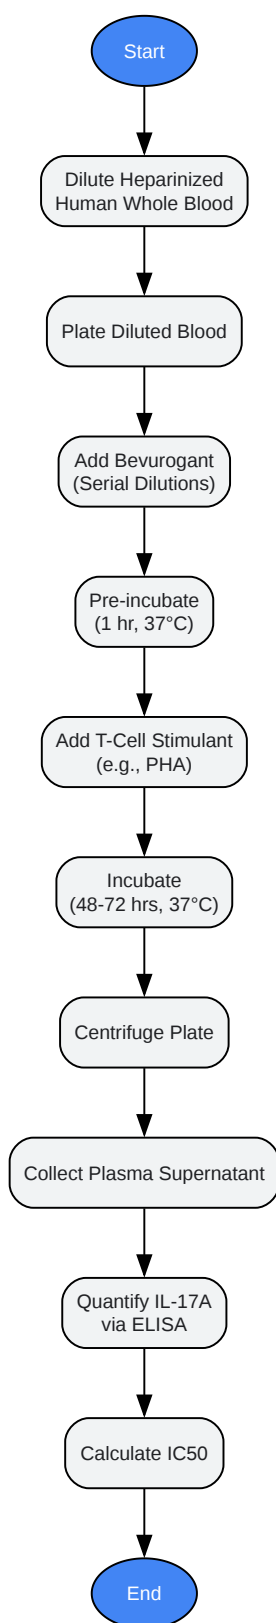 Start
Dilute Heparinized
Human Whole Blood
Plate Diluted Blood
Add Bevurogant
(Serial Dilutions)
Pre-incubate
(1 hr, 37°C)
Add T-Cell Stimulant
(e.g., PHA)
Incubate
(48-72 hrs, 37°C)
Centrifuge Plate
Collect Plasma Supernatant
Quantify IL-17A
via ELISA
Calculate IC50
End